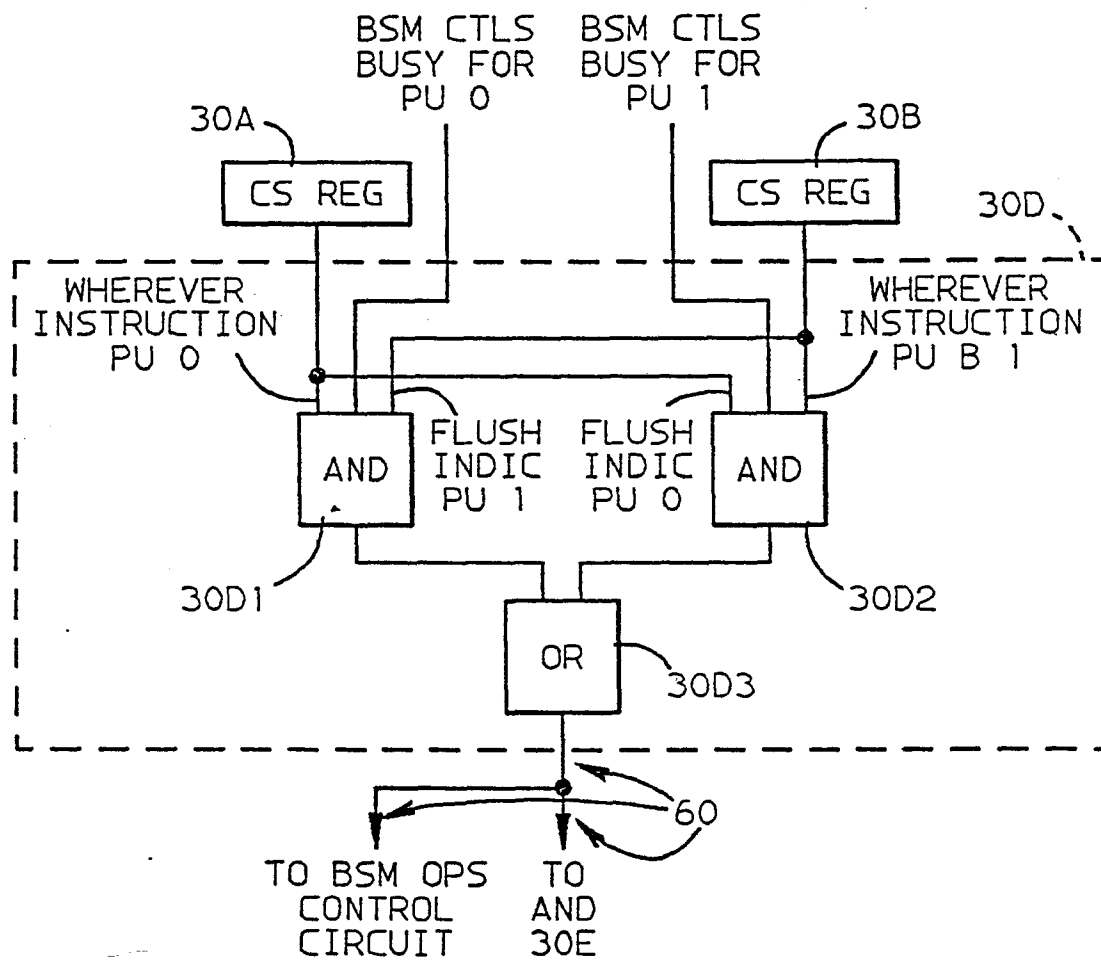 BSM CTLS
BUSY FOR
PU 0
BSM CTLS
BUSY FOR
PU 1
30A
30B
CS REG
CS REG
30D
WHEREVER
INSTRUCTION
PU 0
WHEREVER
INSTRUCTION
PU B 1
AND
FLUSH
INDIC
PU 1
FLUSH
INDIC
PU 0
AND
30D1
30D2
OR
30D3
60
TO BSM OPS
CONTROL
CIRCUIT
TO
AND
30E